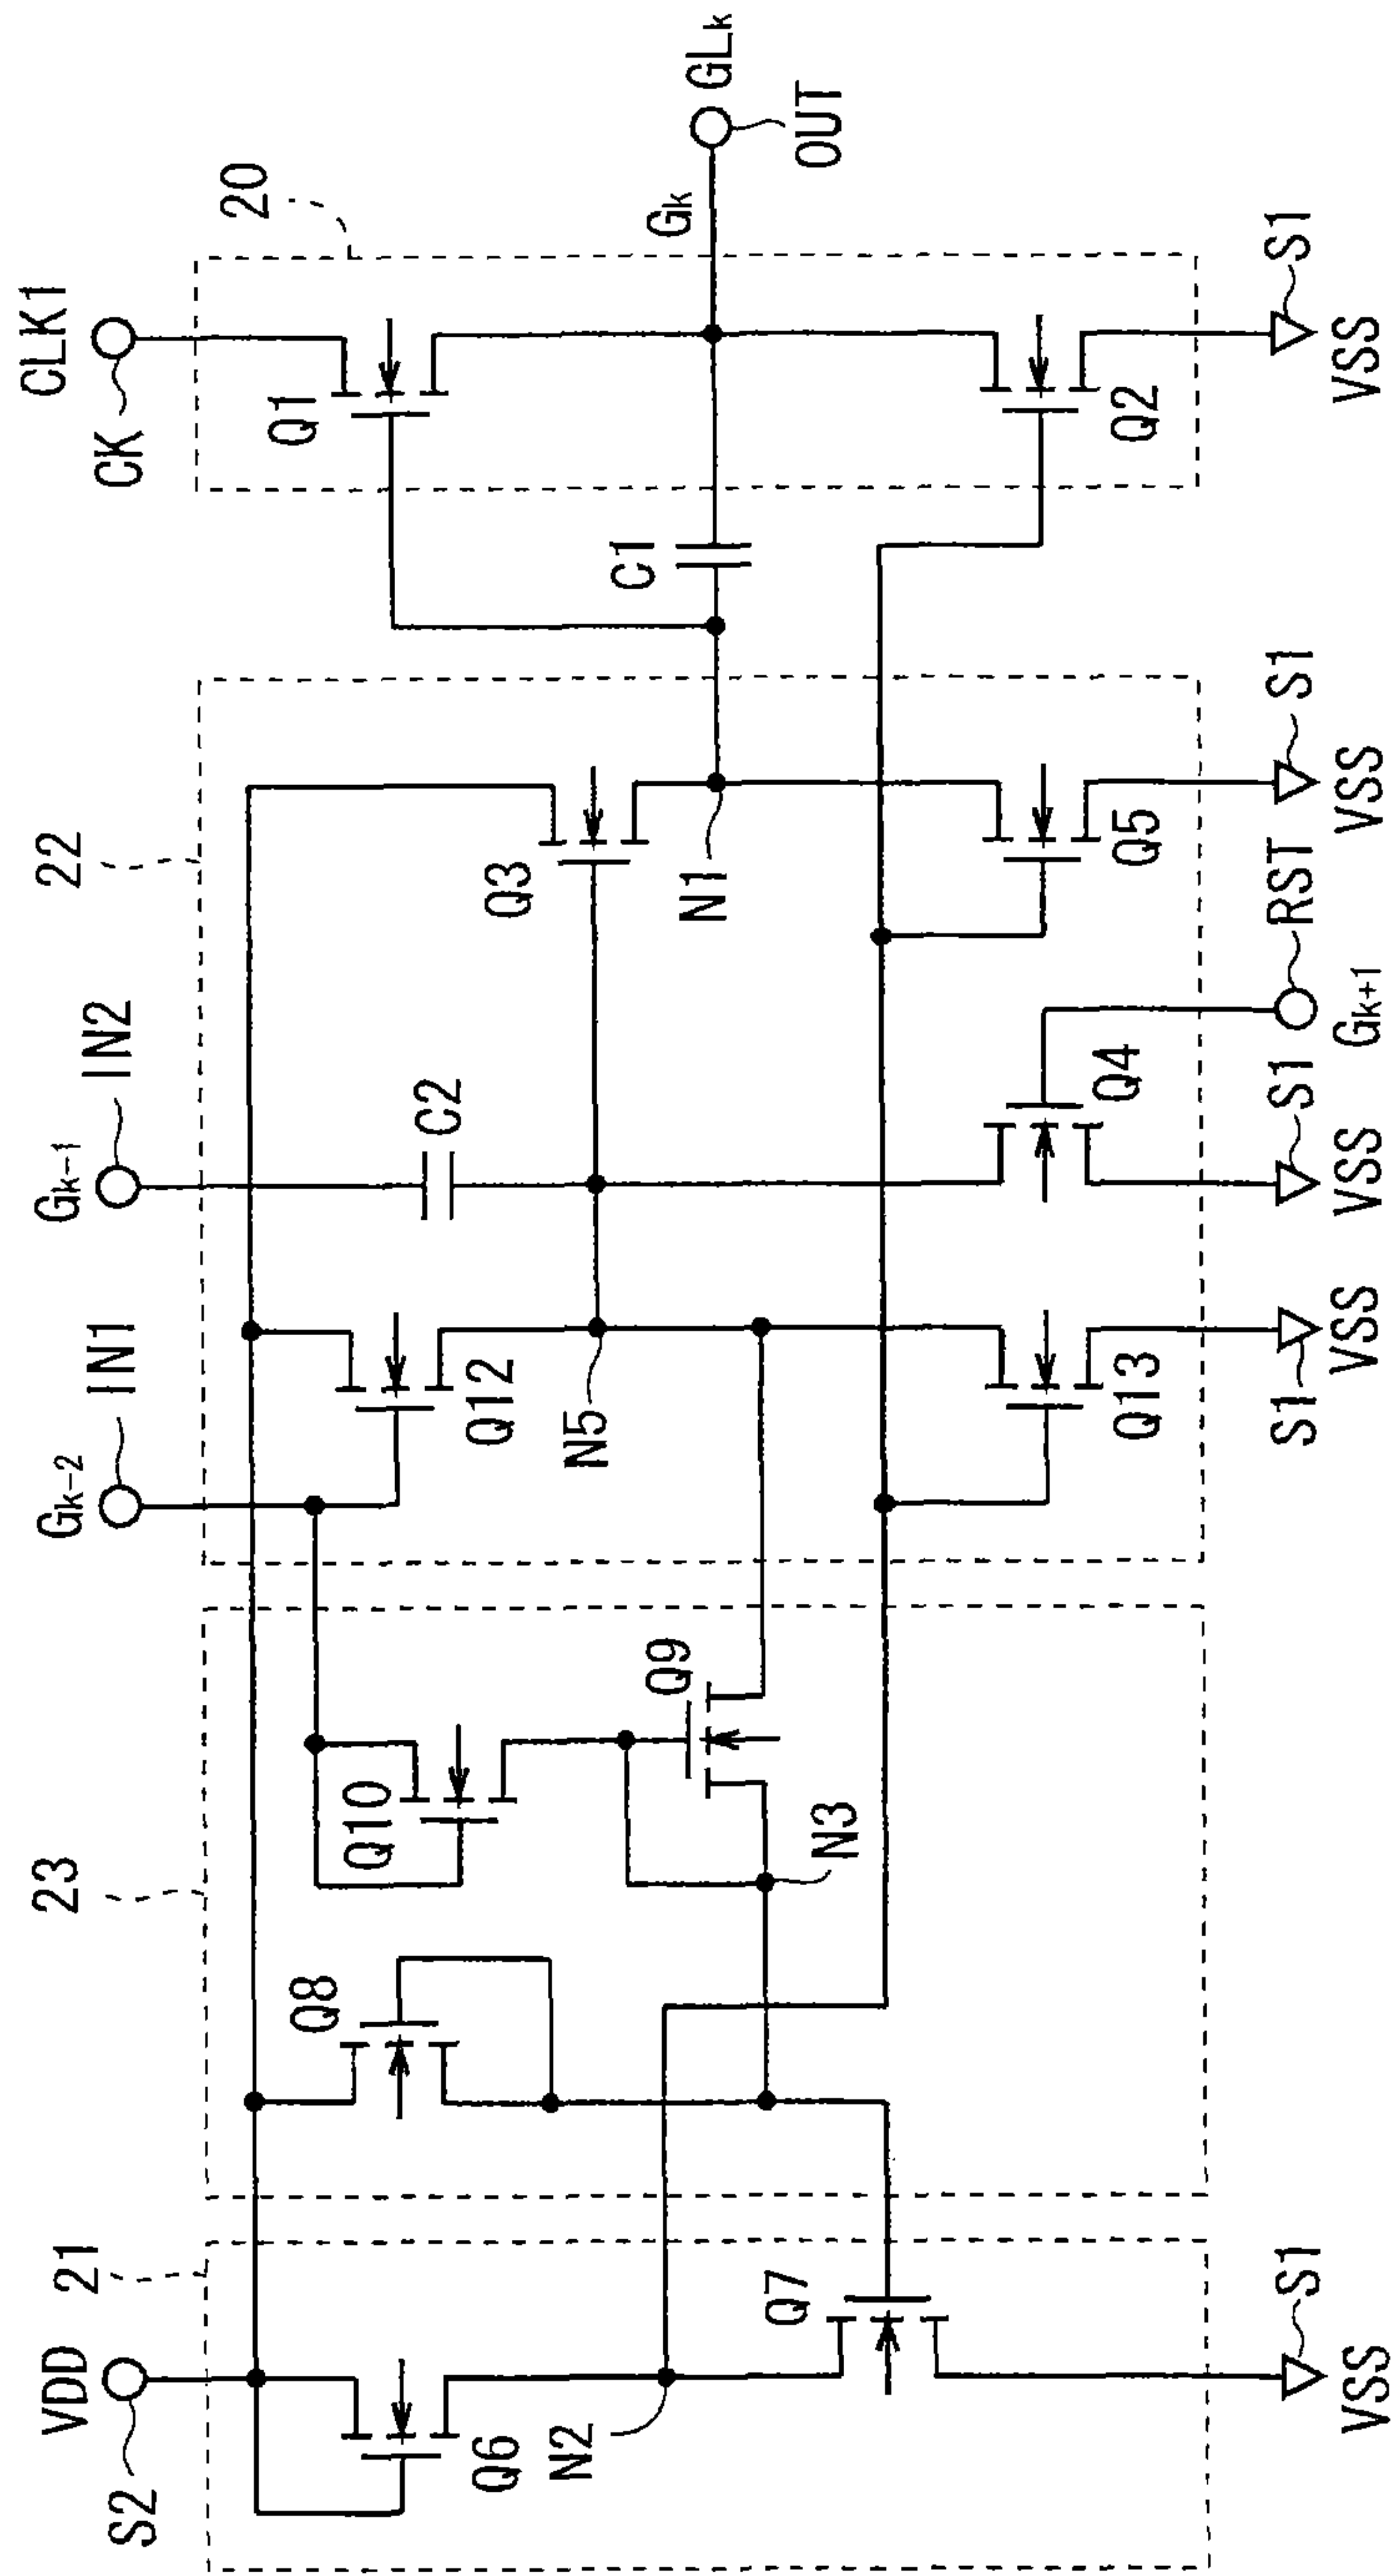 VDD
S2
21
Q6
N2
Q7
S1
VSS
23
Q8
Q10
Q9
N3
Gk-2
IN1
Gk-1
IN2
22
Q12
N5
Q13
S1
VSS
C2
Q4
S1
VSS
RST
Gk+1
Q3
N1
Q5
S1
VSS
C1
CLK1
CK
20
Q1
Q2
S1
VSS
Gk
GLk
OUT